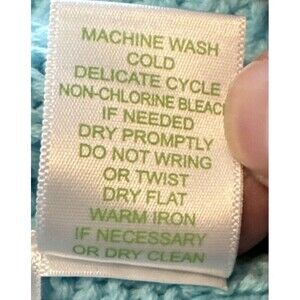 MACHINE WASH
COLD
DELICATE CYCLE
NON-CHLORINE BLEAC
IF NEEDED
DRY PROMPTLY
DO NOT WRING
OR TWIST
DRY FLAT
WARM IRON
IF NECESSARY
OR DRY CLEAN